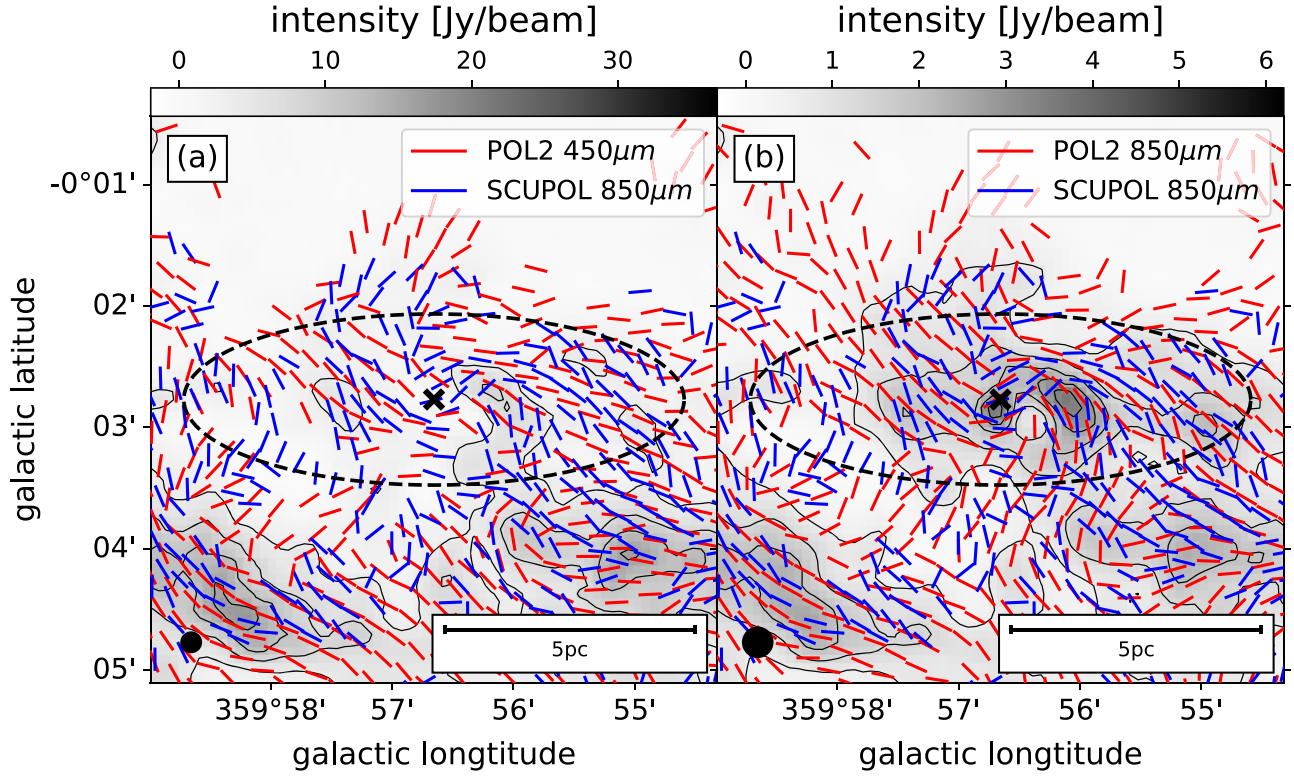 intensity [Jy/beam] intensity [Jy/beam]
0 10 20 30 0 1 2 3 4 5 6
(a) POL2 450μm (b) POL2 850μm
SCUPOL 850μm SCUPOL 850μm
-0°01'
02'
03'
04'
05'
galactic latitude
5pc 5pc
359°58' 57' 56' 55' 359°58' 57' 56' 55'
galactic longtitude galactic longtitude